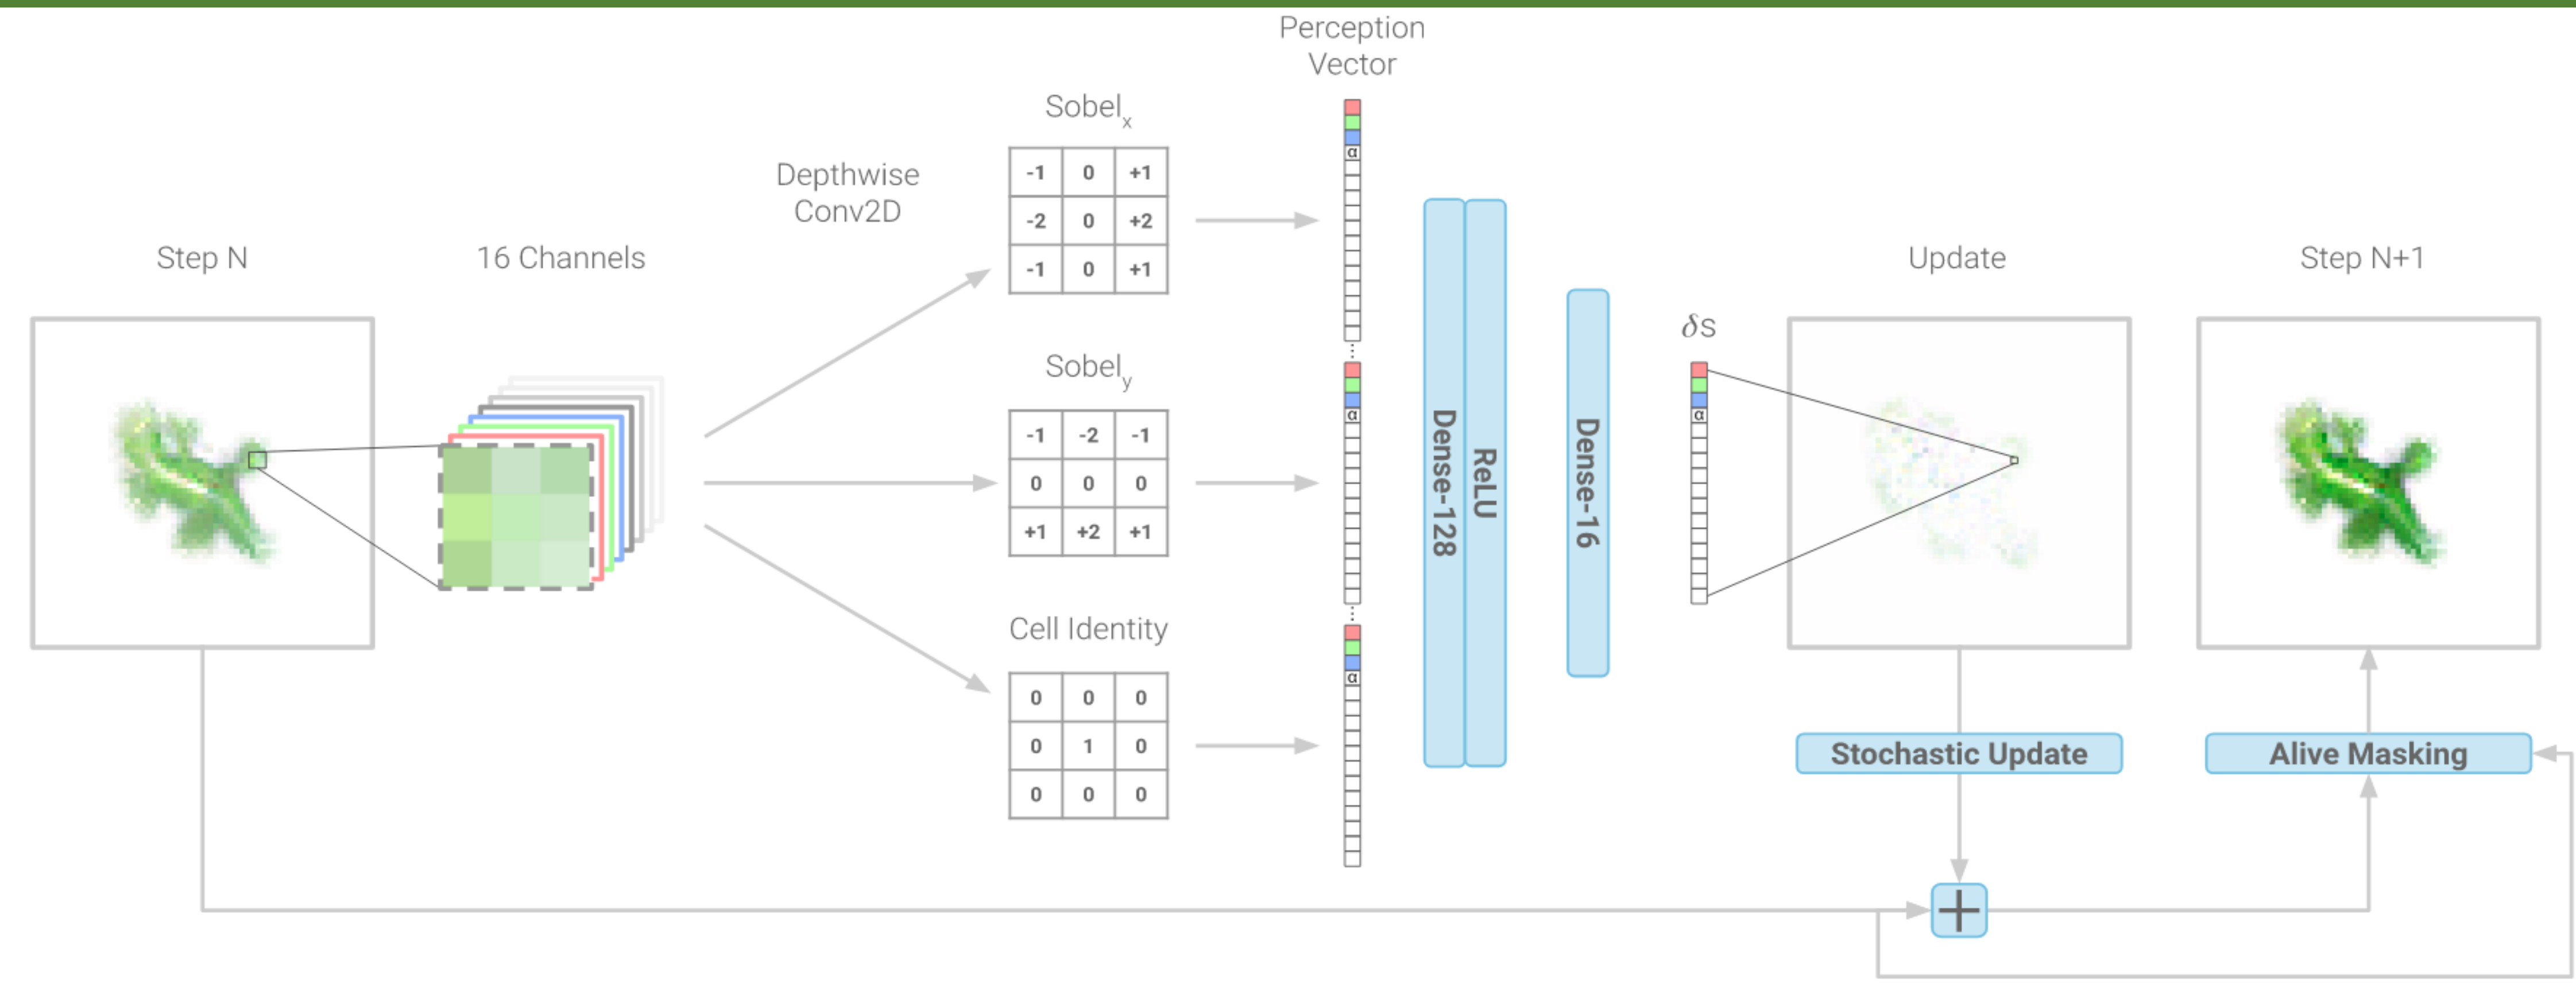 Step N
16 Channels
Depthwise
Conv2D
Sobelx
-1 0 +1
-2 0 +2
-1 0 +1
Sobely
-1 -2 -1
0 0 0
+1 +2 +1
Cell Identity
0 0 0
0 1 0
0 0 0
Perception
Vector
α
α
α
Dense-128
ReLU
Dense-16
δs
α
Update
Stochastic Update
+
Step N+1
Alive Masking